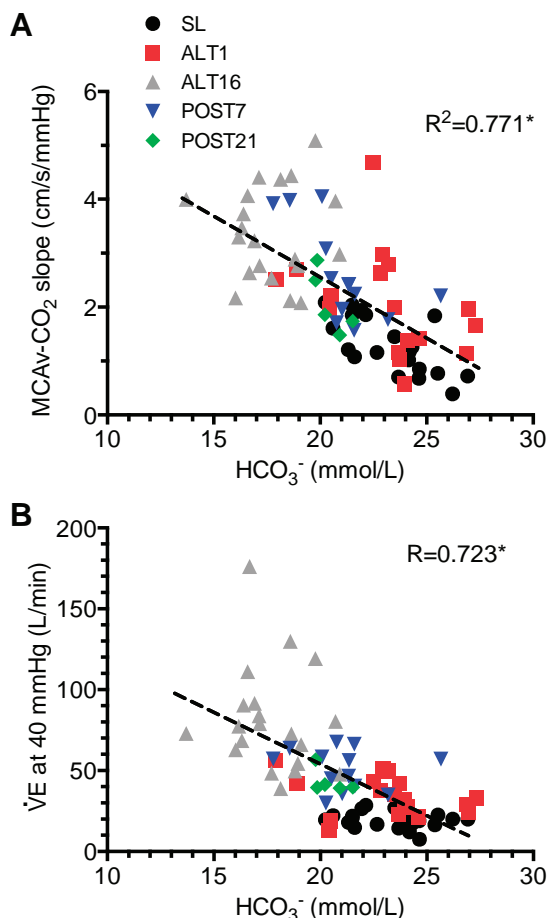 A
SL
ALT1
ALT16
POST7
POST21
R²=0.771*
MCAv-CO₂ slope (cm/s/mmHg)
6
4
2
0
10 15 20 25 30
HCO₃⁻ (mmol/L)
B
R=0.723*
V̇E at 40 mmHg (L/min)
200
150
100
50
0
10 15 20 25 30
HCO₃⁻ (mmol/L)